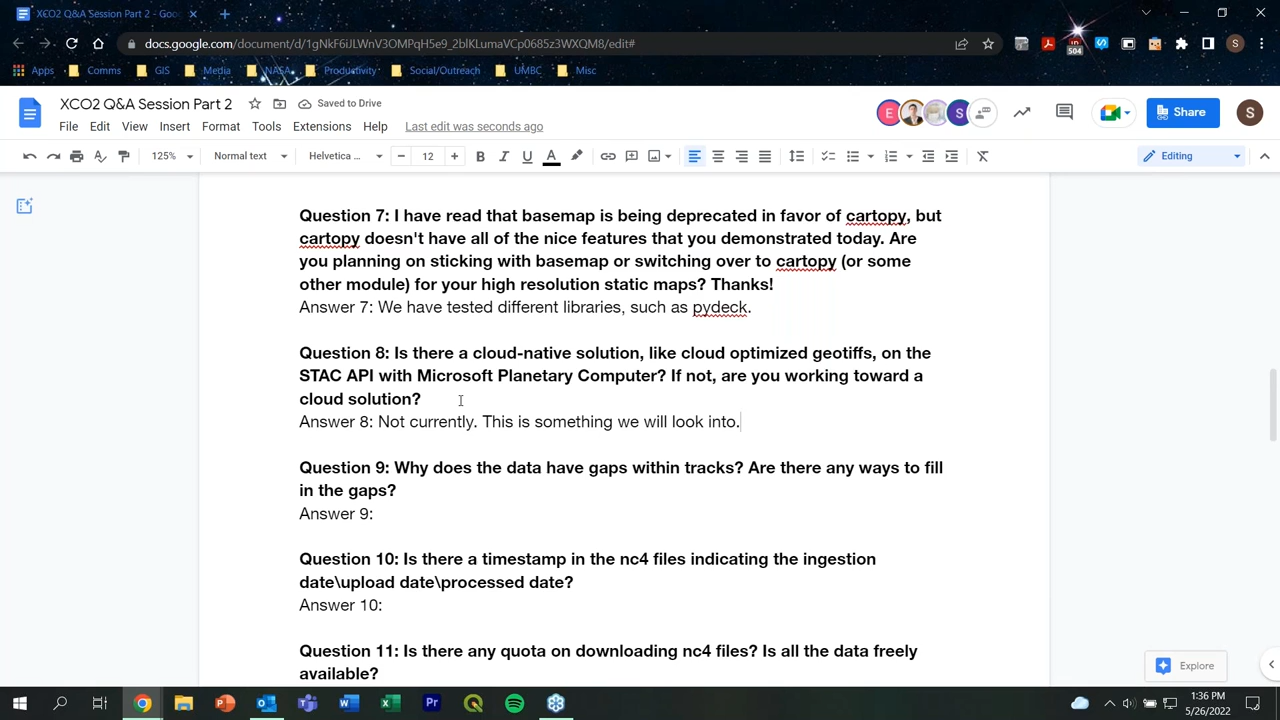 XCO2 Q&A Session Part 2 - Goo
docs.google.com/document/d/1gNkF6iJLWnV3OMPqH5e9_2blKLumaVCp0685z3WXQM8/edit#
504
S
Apps
Comms
GIS
Media
NASA
Productivity
Social/Outreach
UMBC
Misc
XCO2 Q&A Session Part 2
Saved to Drive
E
S
Share
S
File Edit View Insert Format Tools Extensions Help Last edit was seconds ago
125% Normal text Helvetica ... 12 B I U A Editing
Question 7: I have read that basemap is being deprecated in favor of cartopy, but
cartopy doesn't have all of the nice features that you demonstrated today. Are
you planning on sticking with basemap or switching over to cartopy (or some
other module) for your high resolution static maps? Thanks!
Answer 7: We have tested different libraries, such as pydeck.
Question 8: Is there a cloud-native solution, like cloud optimized geotiffs, on the
STAC API with Microsoft Planetary Computer? If not, are you working toward a
cloud solution?
Answer 8: Not currently. This is something we will look into.
Question 9: Why does the data have gaps within tracks? Are there any ways to fill
in the gaps?
Answer 9:
Question 10: Is there a timestamp in the nc4 files indicating the ingestion
date\upload date\processed date?
Answer 10:
Question 11: Is there any quota on downloading nc4 files? Is all the data freely
available?
Explore
1:36 PM
5/26/2022